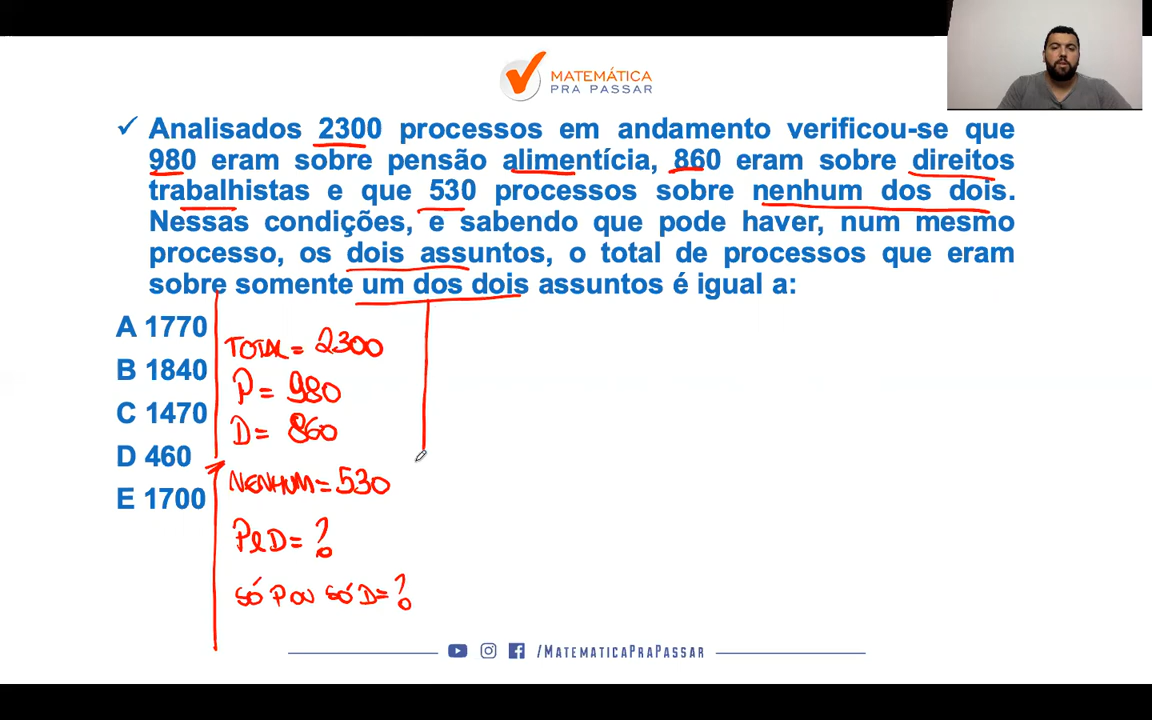 MATEMÁTICA
PRA PASSAR
✓ Analisados 2300 processos em andamento verificou-se que
980 eram sobre pensão alimentícia, 860 eram sobre direitos
trabalhistas e que 530 processos sobre nenhum dos dois.
Nessas condições, e sabendo que pode haver, num mesmo
processo, os dois assuntos, o total de processos que eram
sobre somente um dos dois assuntos é igual a:
A 1770
B 1840
C 1470
D 460
E 1700
TOTAL = 2300
P = 980
D = 860
NENHUM = 530
P e D = ?
SÓ P OU SÓ D = ?
/MATEMATICAPRAPASSAR